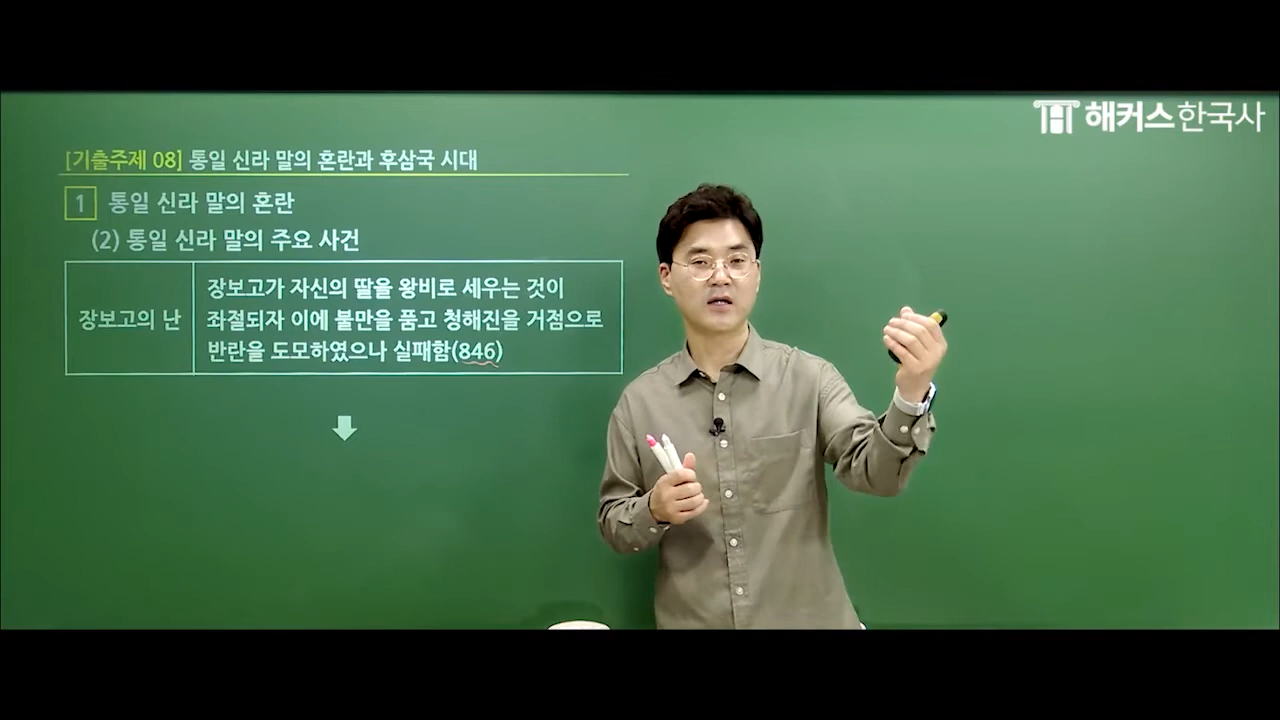 해커스한국사
[기출주제 08] 통일 신라 말의 혼란과 후삼국 시대
1 통일 신라 말의 혼란
(2) 통일 신라 말의 주요 사건
장보고의 난
장보고가 자신의 딸을 왕비로 세우는 것이
좌절되자 이에 불만을 품고 청해진을 거점으로
반란을 도모하였으나 실패함(846)